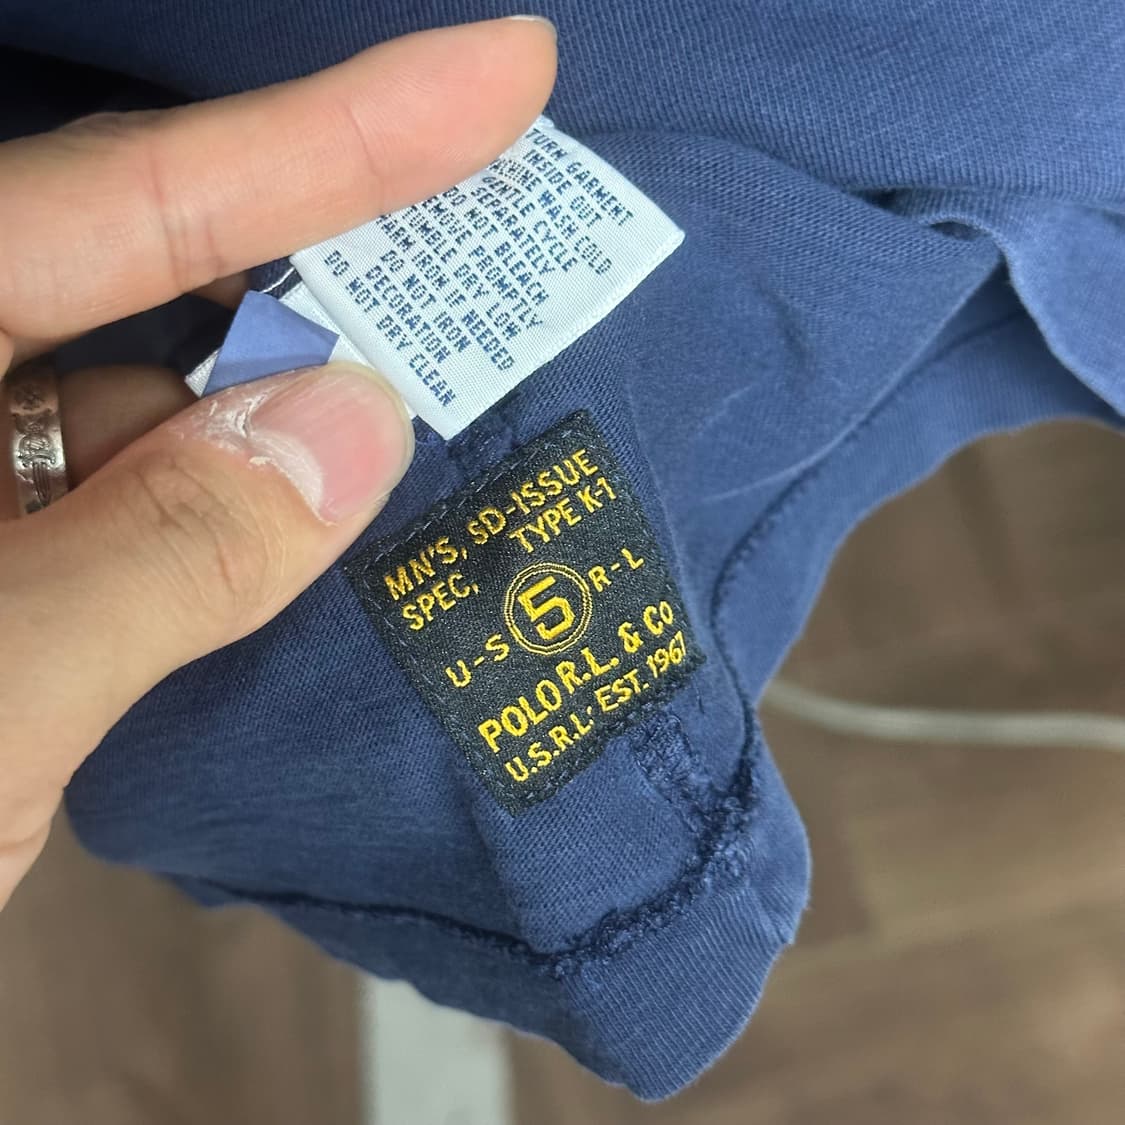 TURN GARMENT
INSIDE OUT
MACHINE WASH COLD
GENTLE CYCLE
SEPARATELY
DO NOT BLEACH
REMOVE PROMPTLY
TUMBLE DRY LOW
WARM IRON IF NEEDED
DO NOT IRON
DECORATION
DO NOT DRY CLEAN
MN'S, SD-ISSUE
SPEC, TYPE K-1
U-S 5 R-L
POLO R.L. & CO
U.S.R.L. EST. 1967